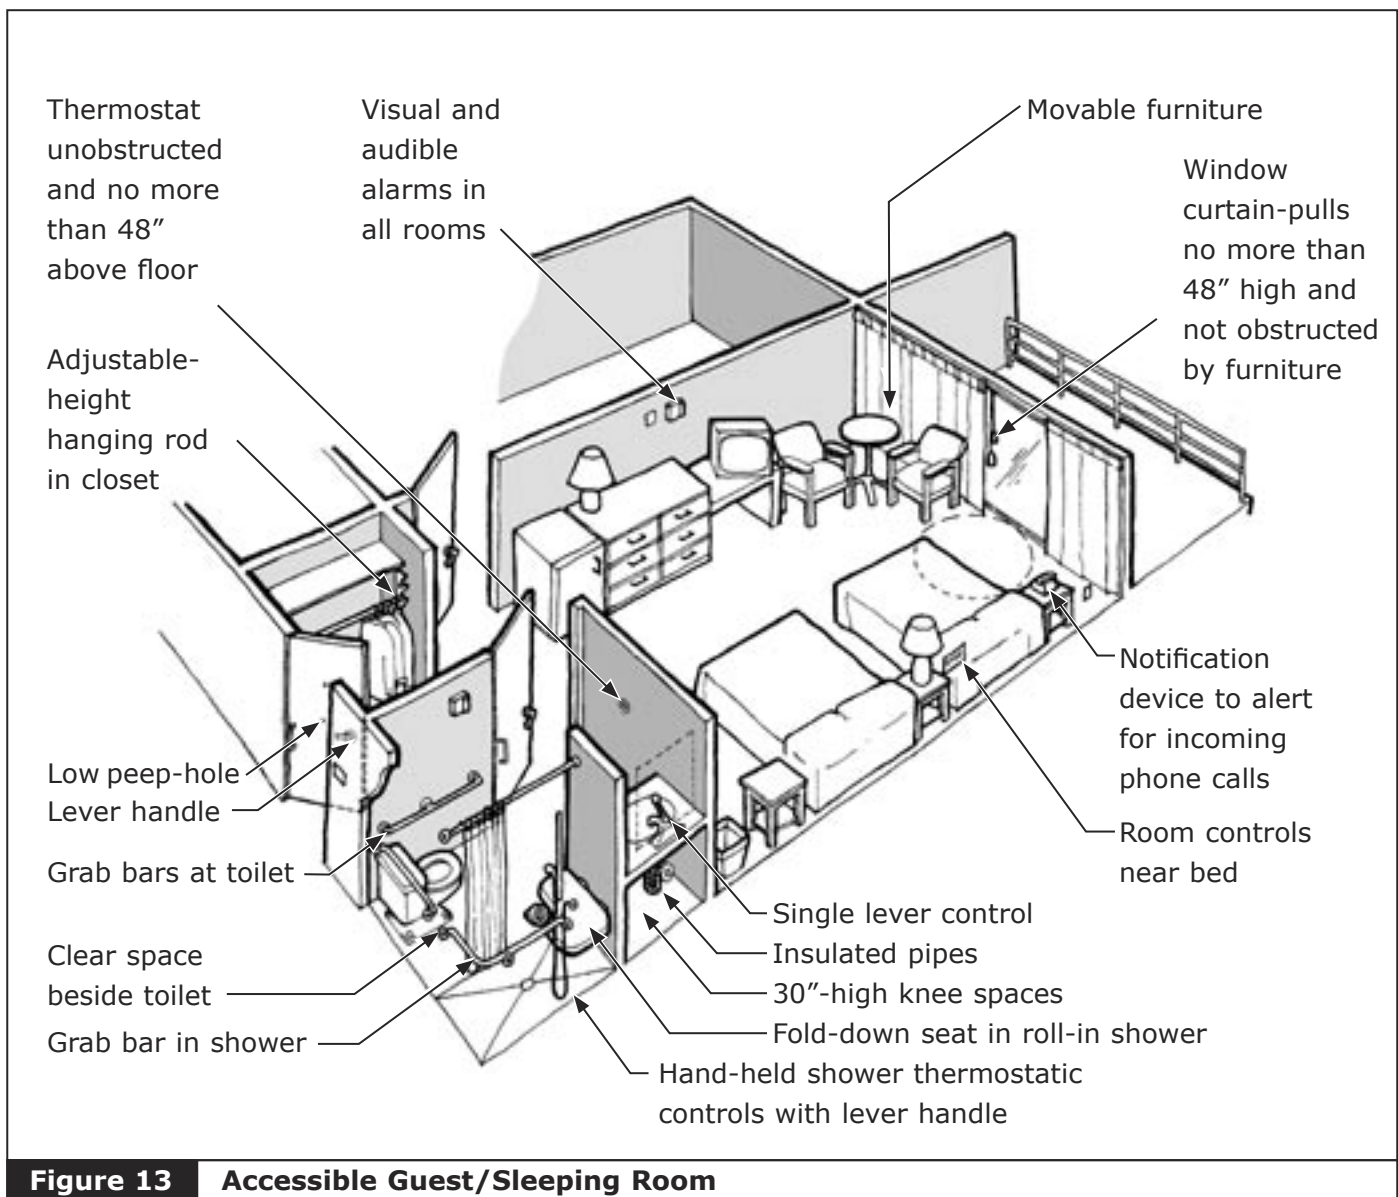 Thermostat
unobstructed
and no more
than 48″
above floor
Visual and
audible
alarms in
all rooms
Movable furniture
Window
curtain-pulls
no more than
48″ high and
not obstructed
by furniture
Adjustable-
height
hanging rod
in closet
Low peep-hole
Lever handle
Grab bars at toilet
Clear space
beside toilet
Grab bar in shower
Notification
device to alert
for incoming
phone calls
Room controls
near bed
Single lever control
Insulated pipes
30″-high knee spaces
Fold-down seat in roll-in shower
Hand-held shower thermostatic
controls with lever handle
Figure 13 Accessible Guest/Sleeping Room